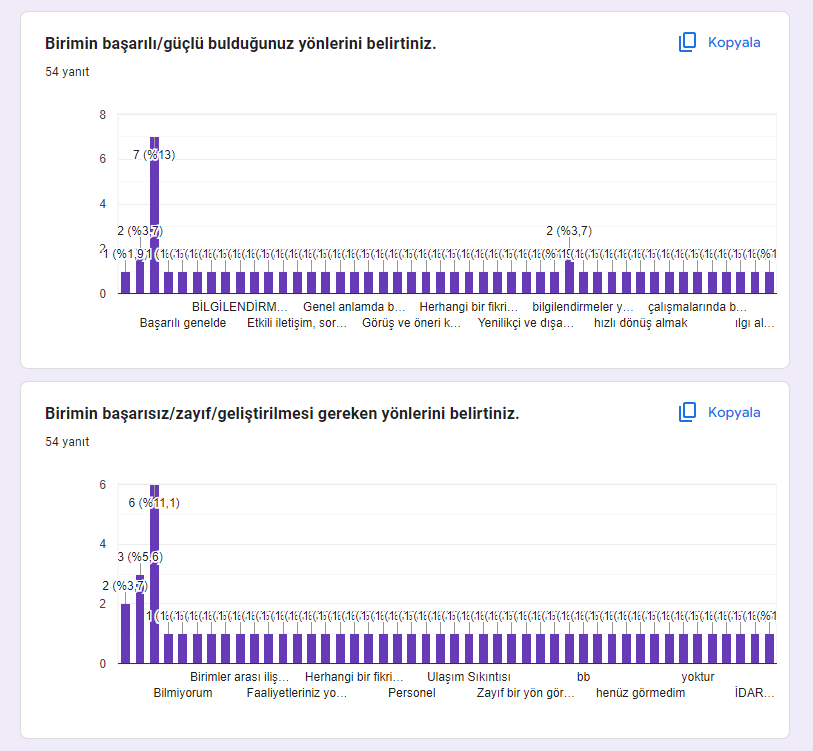 Birimin başarılı/güçlü bulduğunuz yönlerini belirtiniz.
Kopyala
54 yanıt
8
6
4
2
0
7 (%13)
2 (%3,7)
2 (%3,7)
1 (%1,9)
BİLGİLENDİRM… Genel anlamda b… Herhangi bir fikri… bilgilendirmeler y… çalışmalarında b…
Başarılı genelde Etkili iletişim, sor… Görüş ve öneri k… Yenilikçi ve dışa… hızlı dönüş almak ılgı al…
Birimin başarısız/zayıf/geliştirilmesi gereken yönlerini belirtiniz.
Kopyala
54 yanıt
6
4
2
0
6 (%11,1)
3 (%5,6)
2 (%3,7)
Birimler arası iliş… Herhangi bir fikri… Ulaşım Sıkıntısı bb yoktur
Bilmiyorum Faaliyetleriniz yo… Personel Zayıf bir yön gör… henüz görmedim İDAR…